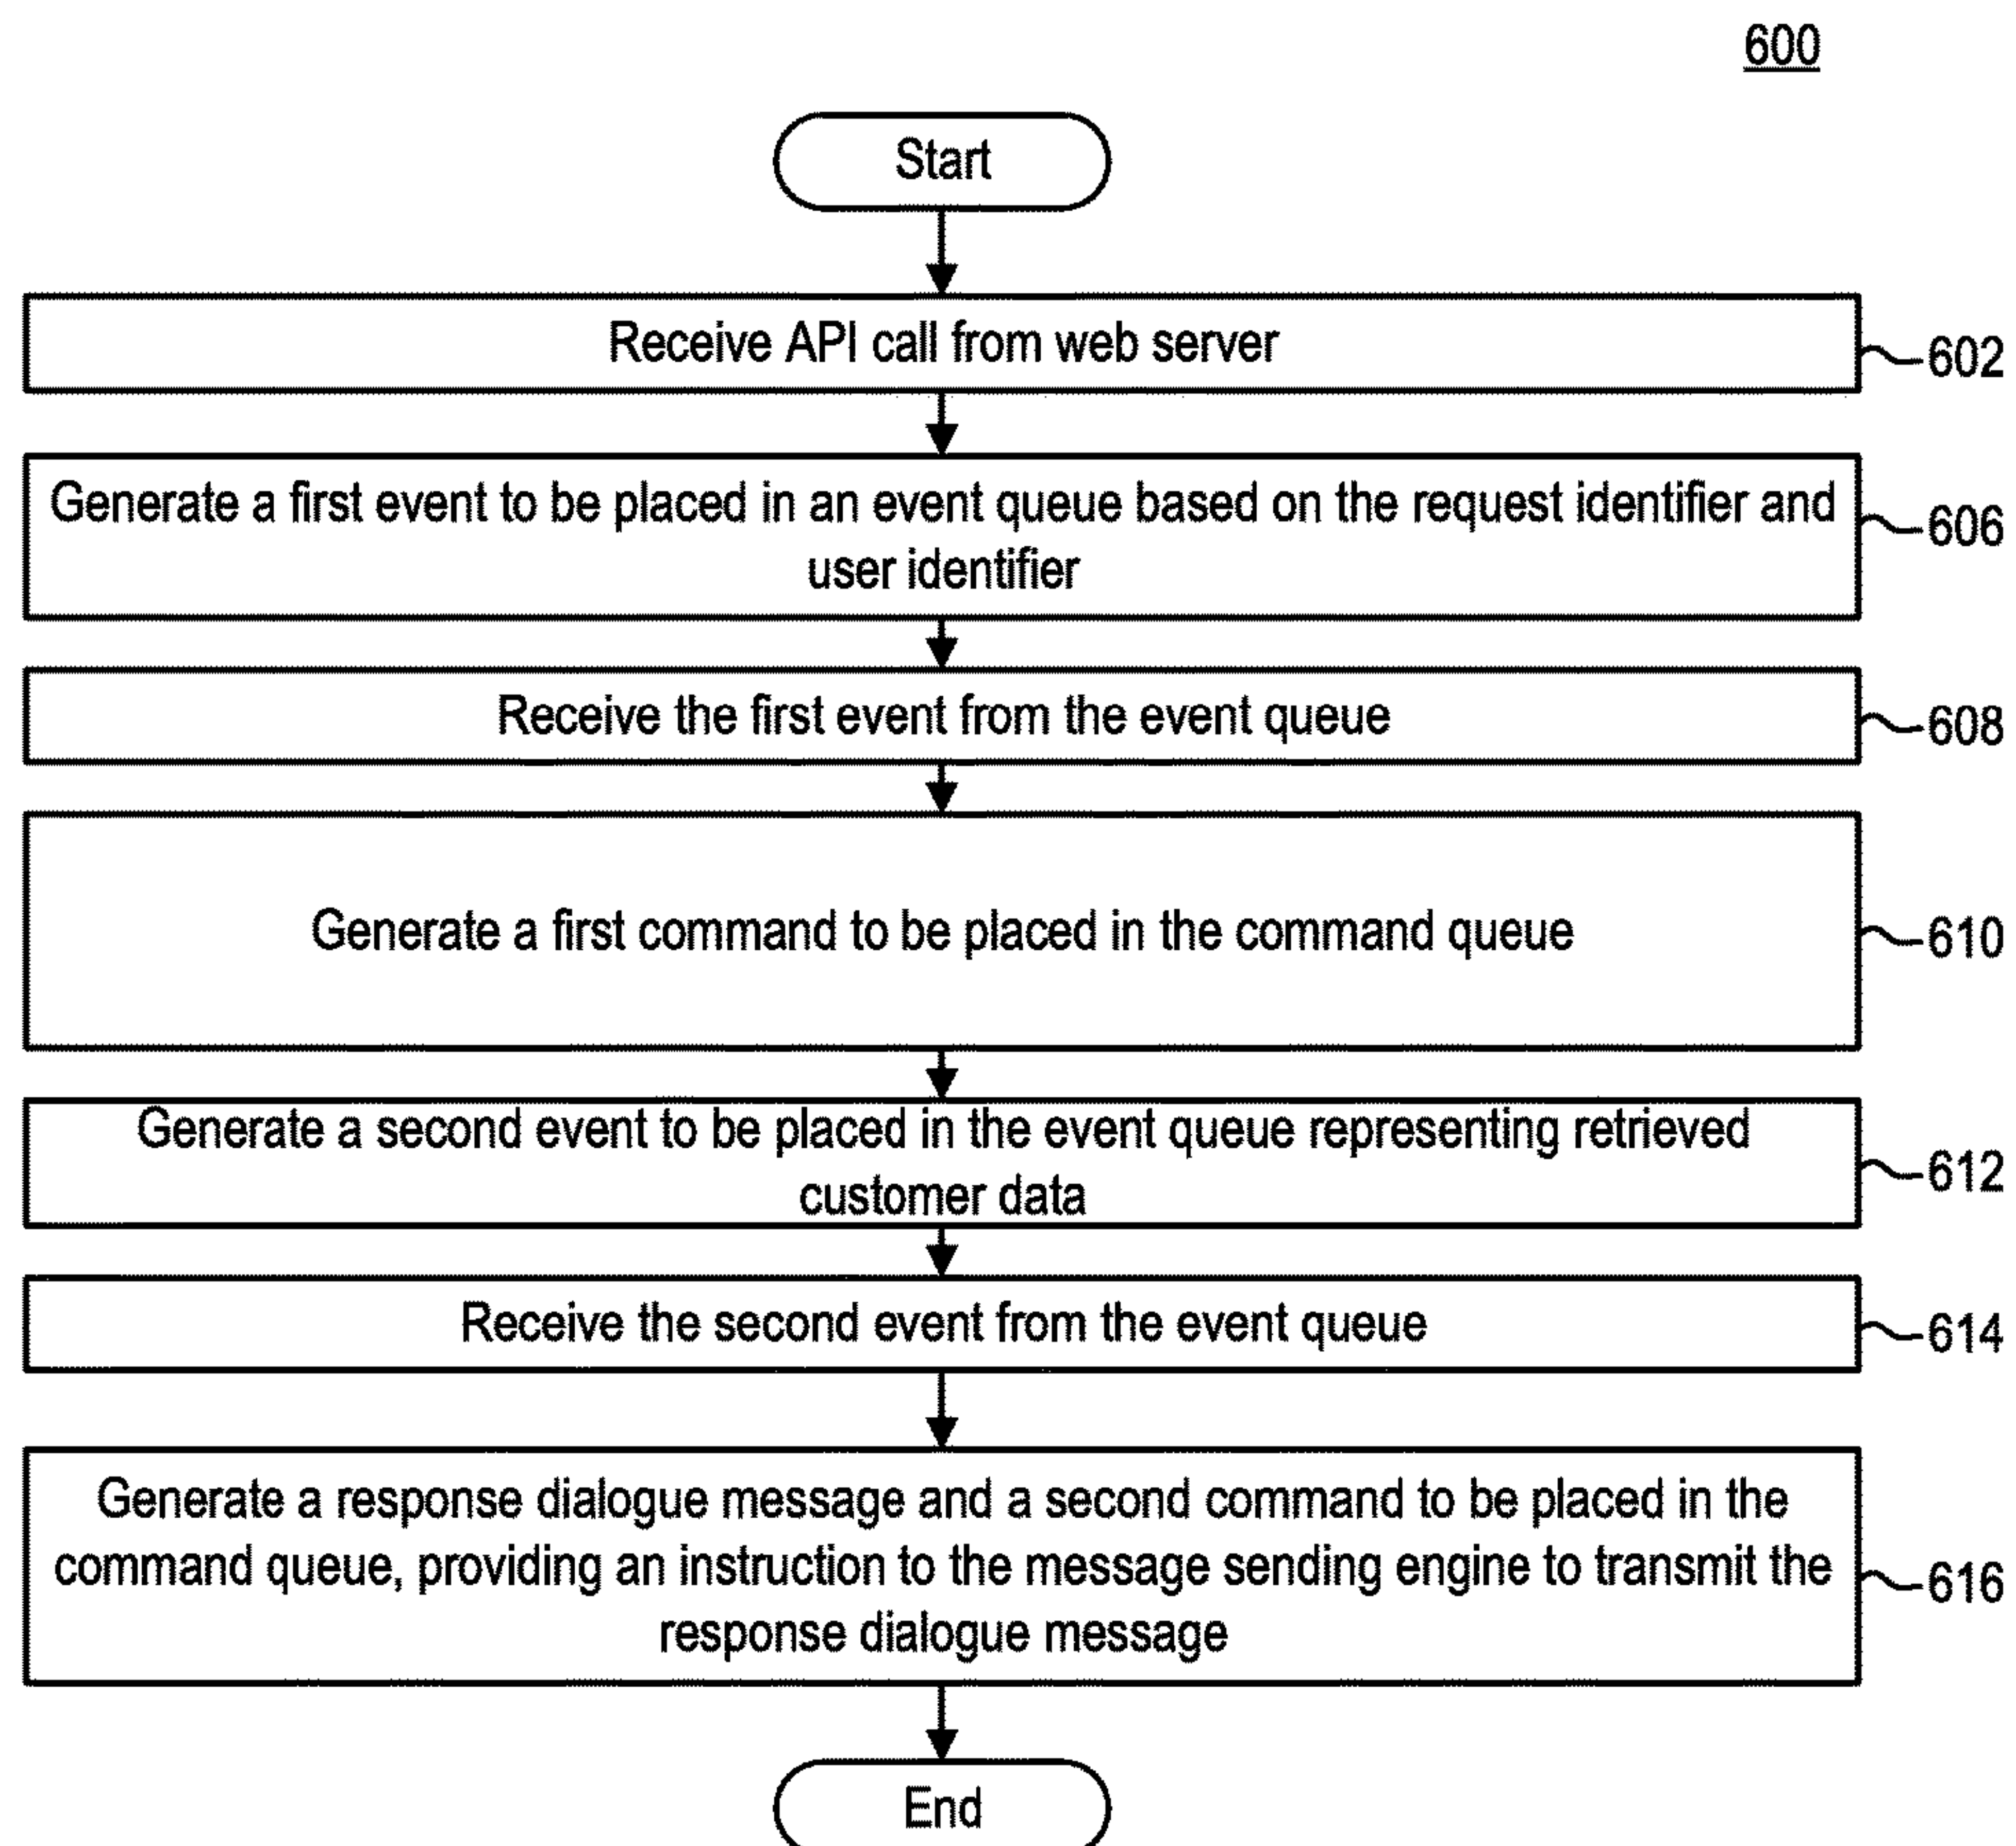 600
Start
Receive API call from web server
602
Generate a first event to be placed in an event queue based on the request identifier and
user identifier
606
Receive the first event from the event queue
608
Generate a first command to be placed in the command queue
610
Generate a second event to be placed in the event queue representing retrieved
customer data
612
Receive the second event from the event queue
614
Generate a response dialogue message and a second command to be placed in the
command queue, providing an instruction to the message sending engine to transmit the
response dialogue message
616
End